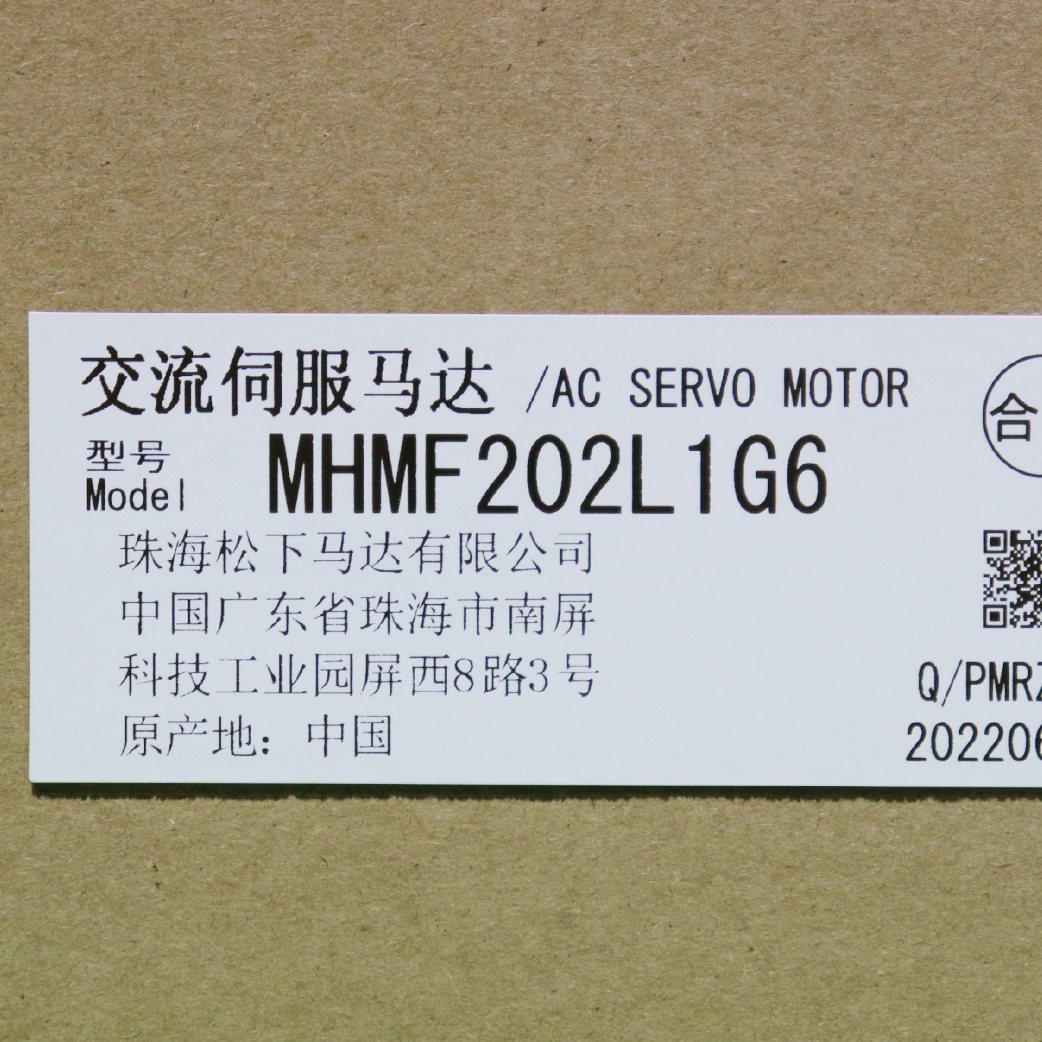 交流伺服马达 /AC SERVO MOTOR
合
型号
Model MHMF202L1G6
珠海松下马达有限公司
中国广东省珠海市南屏
科技工业园屏西8路3号
Q/PMRZ
原产地：中国
202206